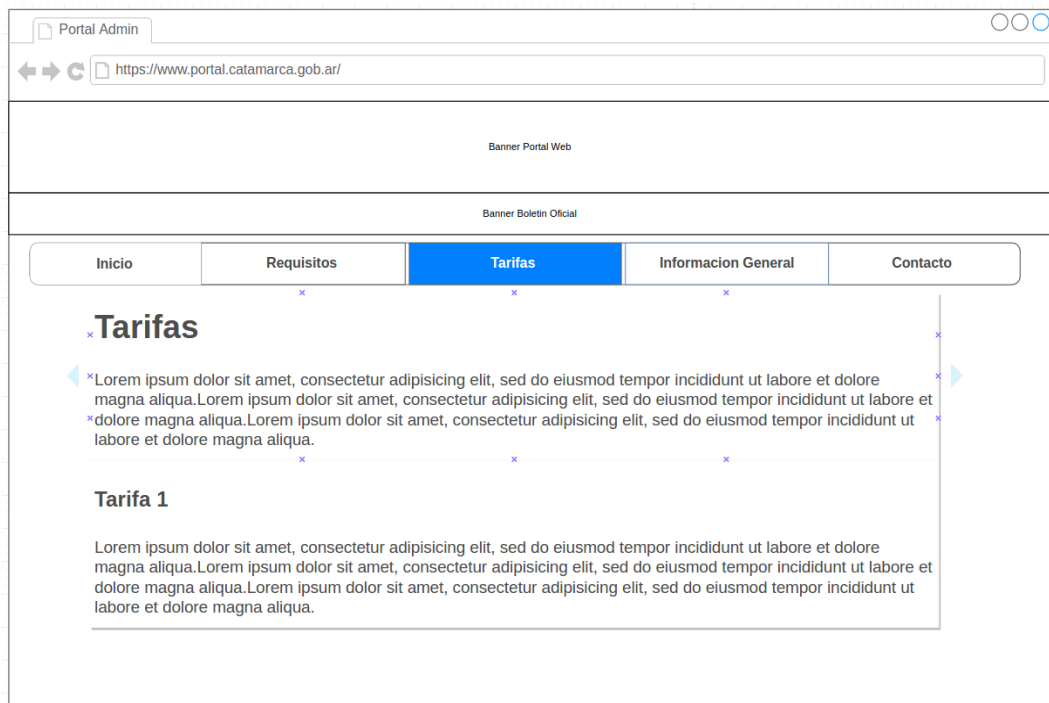 Portal Admin
https://www.portal.catamarca.gob.ar/
Banner Portal Web
Banner Boletin Oficial
Inicio
Requisitos
Tarifas
Informacion General
Contacto
Tarifas
Lorem ipsum dolor sit amet, consectetur adipisicing elit, sed do eiusmod tempor incididunt ut labore et dolore
magna aliqua.Lorem ipsum dolor sit amet, consectetur adipisicing elit, sed do eiusmod tempor incididunt ut labore et
dolore magna aliqua.Lorem ipsum dolor sit amet, consectetur adipisicing elit, sed do eiusmod tempor incididunt ut
labore et dolore magna aliqua.
Tarifa 1
Lorem ipsum dolor sit amet, consectetur adipisicing elit, sed do eiusmod tempor incididunt ut labore et dolore
magna aliqua.Lorem ipsum dolor sit amet, consectetur adipisicing elit, sed do eiusmod tempor incididunt ut labore et
dolore magna aliqua.Lorem ipsum dolor sit amet, consectetur adipisicing elit, sed do eiusmod tempor incididunt ut
labore et dolore magna aliqua.